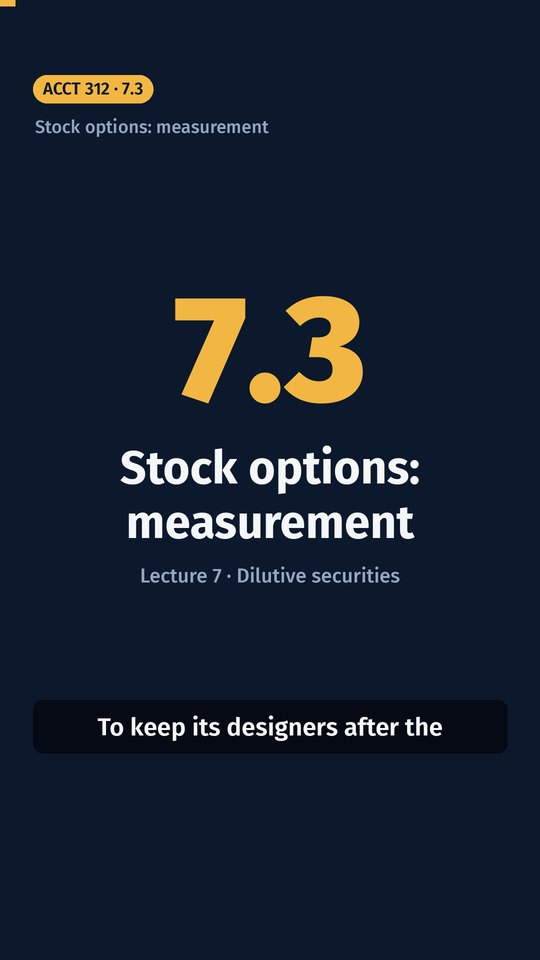 ACCT 312 · 7.3
Stock options: measurement
7.3
Stock options:
measurement
Lecture 7 · Dilutive securities
To keep its designers after the